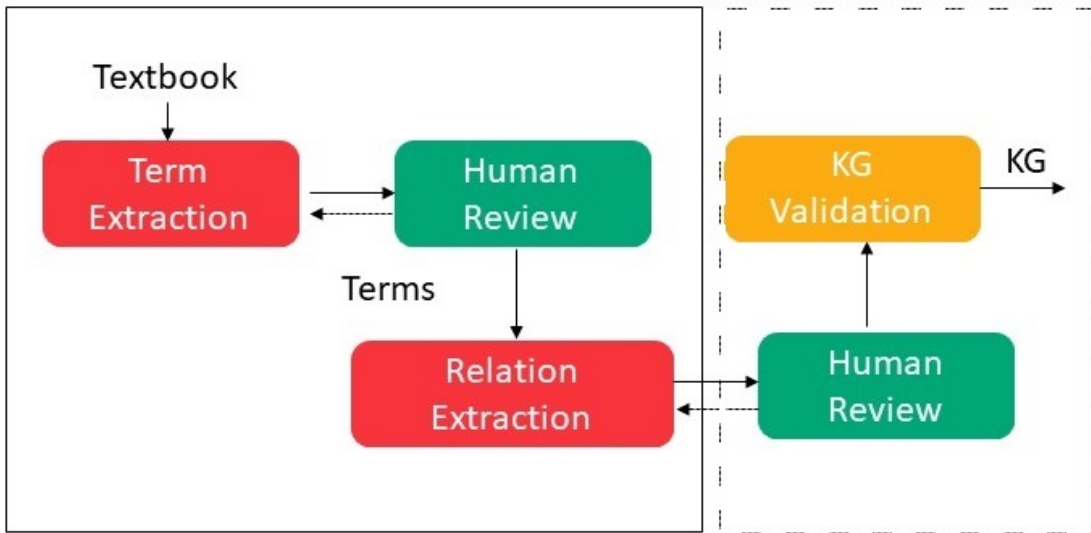 Textbook
Term
Extraction
Human
Review
Terms
Relation
Extraction
Human
Review
KG
Validation
KG